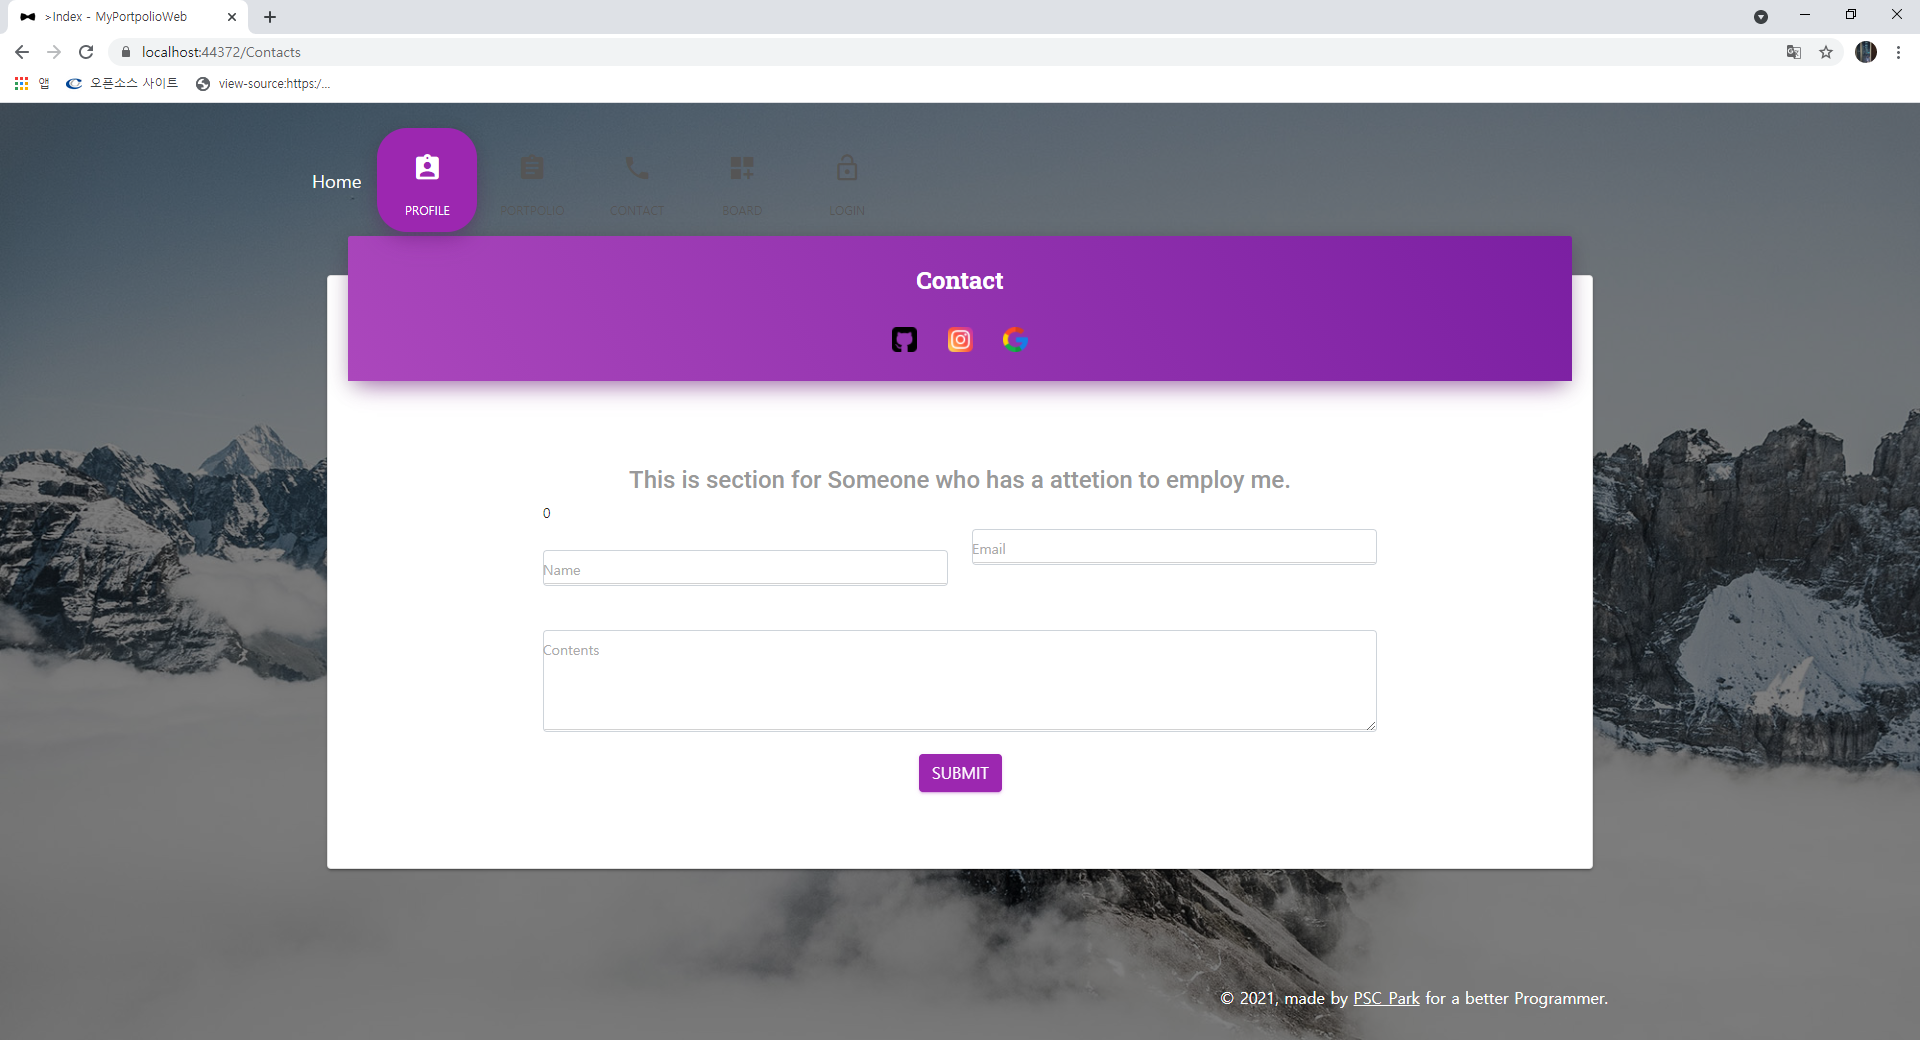 >Index - MyPortpolioWeb
localhost:44372/Contacts
앱 오픈소스 사이트 view-source:https:/...
Home
PROFILE PORTPOLIO CONTACT BOARD LOGIN
Contact
This is section for Someone who has a attetion to employ me.
0
Name
Email
Contents
SUBMIT
© 2021, made by PSC_Park for a better Programmer.